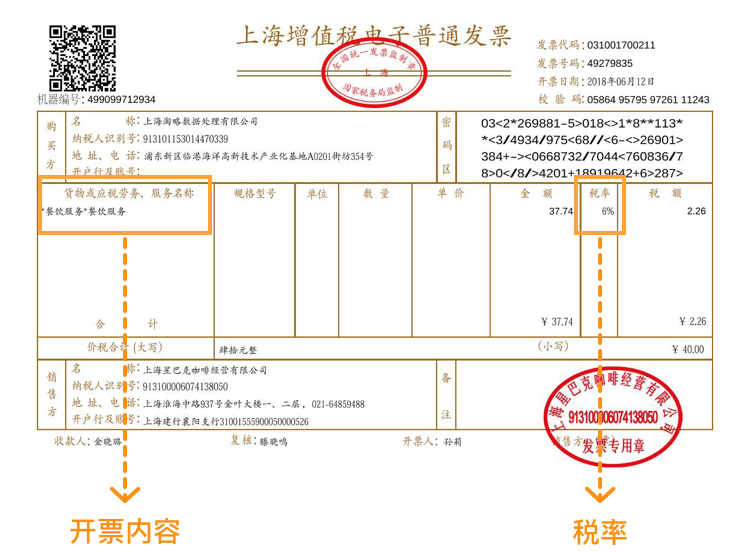 上海增值税电子普通发票
全国统一发票监制章
上海
国家税务局监制
发票代码:031001700211
发票号码:49279835
开票日期:2018年06月12日
校 验 码:05864 95795 97261 11243
机器编号:499099712934
购买方
名 称:上海淘略数据处理有限公司
纳税人识别号:913101153014470339
地 址、电 话:浦东新区临港海洋高新技术产业化基地A0201街坊354号
开户行及账号:
密码区
03<2*269881-5>018<>1*8**113*
*<3/4934/975<68//<6-<>26901>
384+-><0668732/7044<760836/7
8>0</8/>4201+18919642+6>287>
货物或应税劳务、服务名称 规格型号 单位 数 量 单 价 金 额 税率 税 额
*餐饮服务*餐饮服务 37.74 6% 2.26
合 计 ¥ 37.74 ¥ 2.26
价税合计(大写) 肆拾元整 (小写) ¥ 40.00
销售方
名 称:上海星巴克咖啡经营有限公司
纳税人识别号:913100006074138050
地 址、电 话:上海淮海中路937号金叶大楼一、二层,021-64859488
开户行及账号:上海建行襄阳支行31001555900050000526
备注
上海星巴克咖啡经营有限公司
913100006074138050
发票专用章
收款人:金晓璐 复核:滕晓鸣 开票人:孙莉 销售方:(章)
开票内容 税率